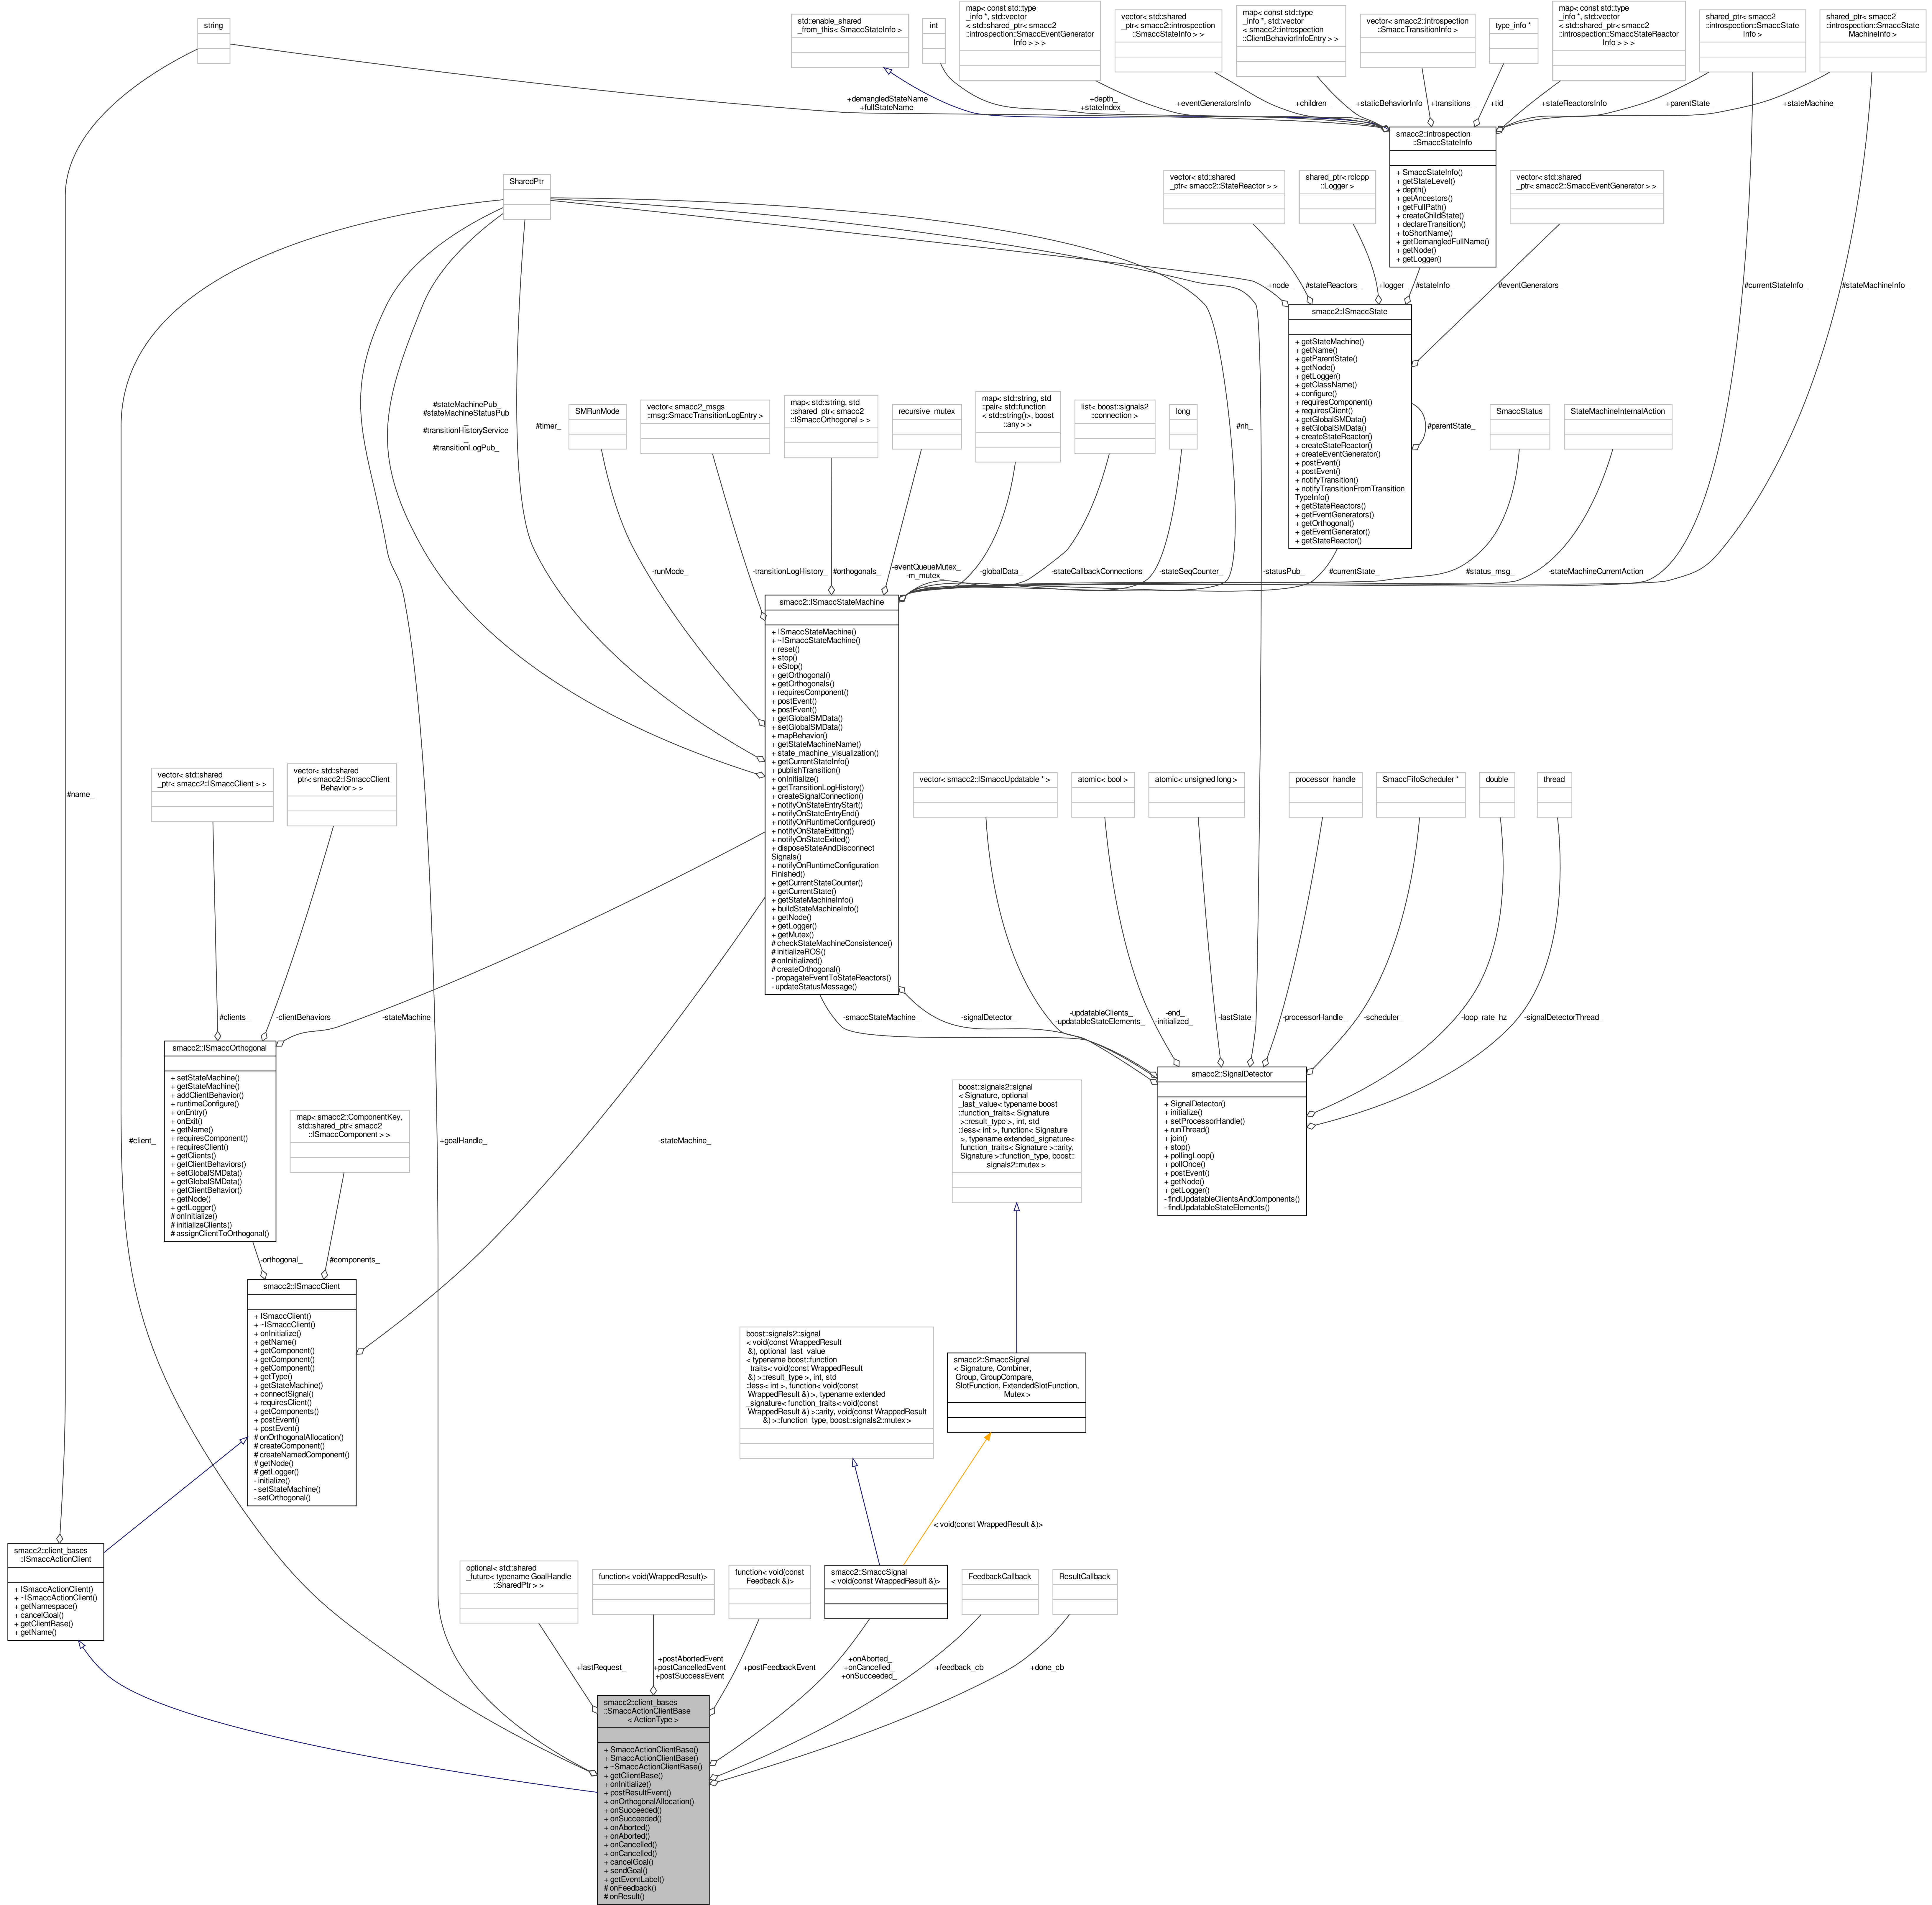 string
std::enable_shared
_from_this< SmaccStateInfo >
int
map< const std::type
_info *, std::vector
< std::shared_ptr< smacc2
::introspection::SmaccEventGenerator
Info > > >
vector< std::shared
_ptr< smacc2::introspection
::SmaccStateInfo > >
map< const std::type
_info *, std::vector
< smacc2::introspection
::ClientBehaviorInfoEntry > >
vector< smacc2::introspection
::SmaccTransitionInfo >
type_info *
map< const std::type
_info *, std::vector
< std::shared_ptr< smacc2
::introspection::SmaccStateReactor
Info > > >
shared_ptr< smacc2
::introspection::SmaccState
Info >
shared_ptr< smacc2
::introspection::SmaccState
MachineInfo >
+demangledStateName
+fullStateName
+depth_
+stateIndex_
+eventGeneratorsInfo
+children_
+staticBehaviorInfo
+transitions_
+tid_
+stateReactorsInfo
+parentState_
+stateMachine_
smacc2::introspection
::SmaccStateInfo
+ SmaccStateInfo()
+ getStateLevel()
+ depth()
+ getAncestors()
+ getFullPath()
+ createChildState()
+ declareTransition()
+ toShortName()
+ getDemangledFullName()
+ getNode()
+ getLogger()
SharedPtr
vector< std::shared
_ptr< smacc2::StateReactor > >
shared_ptr< rclcpp
::Logger >
vector< std::shared
_ptr< smacc2::SmaccEventGenerator > >
+node_
#stateReactors_
+logger_
#stateInfo_
#eventGenerators_
#currentStateInfo_
#stateMachineInfo_
smacc2::ISmaccState
+ getStateMachine()
+ getName()
+ getParentState()
+ getNode()
+ getLogger()
+ getClassName()
+ configure()
+ requiresComponent()
+ requiresClient()
+ getGlobalSMData()
+ setGlobalSMData()
+ createStateReactor()
+ createStateReactor()
+ createEventGenerator()
+ postEvent()
+ postEvent()
+ notifyTransition()
+ notifyTransitionFromTransition
TypeInfo()
+ getStateReactors()
+ getEventGenerators()
+ getOrthogonal()
+ getEventGenerator()
+ getStateReactor()
#parentState_
#stateMachinePub_
#stateMachineStatusPub
_
#transitionHistoryService
_
#transitionLogPub_
#timer_
SMRunMode
vector< smacc2_msgs
::msg::SmaccTransitionLogEntry >
map< std::string, std
::shared_ptr< smacc2
::ISmaccOrthogonal > >
recursive_mutex
map< std::string, std
::pair< std::function
< std::string()>, boost
::any > >
list< boost::signals2
::connection >
long
#nh_
SmaccStatus
StateMachineInternalAction
-runMode_
-transitionLogHistory_
#orthogonals_
-eventQueueMutex_
-m_mutex_
-globalData_
-stateCallbackConnections
-stateSeqCounter_
-statusPub_
#currentState_
#status_msg_
-stateMachineCurrentAction
smacc2::ISmaccStateMachine
+ ISmaccStateMachine()
+ ~ISmaccStateMachine()
+ reset()
+ stop()
+ eStop()
+ getOrthogonal()
+ getOrthogonals()
+ requiresComponent()
+ postEvent()
+ postEvent()
+ getGlobalSMData()
+ setGlobalSMData()
+ mapBehavior()
+ getStateMachineName()
+ state_machine_visualization()
+ getCurrentStateInfo()
+ publishTransition()
+ onInitialize()
+ getTransitionLogHistory()
+ createSignalConnection()
+ notifyOnStateEntryStart()
+ notifyOnStateEntryEnd()
+ notifyOnRuntimeConfigured()
+ notifyOnStateExitting()
+ notifyOnStateExited()
+ disposeStateAndDisconnect
Signals()
+ notifyOnRuntimeConfiguration
Finished()
+ getCurrentStateCounter()
+ getCurrentState()
+ getStateMachineInfo()
+ buildStateMachineInfo()
+ getNode()
+ getLogger()
+ getMutex()
# checkStateMachineConsistence()
# initializeROS()
# onInitialized()
# createOrthogonal()
- propagateEventToStateReactors()
- updateStatusMessage()
#name_
vector< std::shared
_ptr< smacc2::ISmaccClient > >
vector< std::shared
_ptr< smacc2::ISmaccClient
Behavior > >
vector< smacc2::ISmaccUpdatable * >
atomic< bool >
atomic< unsigned long >
processor_handle
SmaccFifoScheduler *
double
thread
#clients_
-clientBehaviors_
-stateMachine_
-smaccStateMachine_
-signalDetector_
-updatableClients_
-updatableStateElements_
-end_
-initialized_
-lastState_
-processorHandle_
-scheduler_
-loop_rate_hz
-signalDetectorThread_
smacc2::ISmaccOrthogonal
+ setStateMachine()
+ getStateMachine()
+ addClientBehavior()
+ runtimeConfigure()
+ onEntry()
+ onExit()
+ getName()
+ requiresComponent()
+ requiresClient()
+ getClients()
+ getClientBehaviors()
+ setGlobalSMData()
+ getGlobalSMData()
+ getClientBehavior()
+ getNode()
+ getLogger()
# onInitialize()
# initializeClients()
# assignClientToOrthogonal()
smacc2::SignalDetector
+ SignalDetector()
+ initialize()
+ setProcessorHandle()
+ runThread()
+ join()
+ stop()
+ pollingLoop()
+ pollOnce()
+ postEvent()
+ getNode()
+ getLogger()
- findUpdatableClientsAndComponents()
- findUpdatableStateElements()
map< smacc2::ComponentKey,
std::shared_ptr< smacc2
::ISmaccComponent > >
boost::signals2::signal
< Signature, optional
_last_value< typename boost
::function_traits< Signature
>::result_type >, int, std
::less< int >, function< Signature
>, typename extended_signature<
function_traits< Signature >::arity,
Signature >::function_type, boost::
signals2::mutex >
#client_
+goalHandle_
-stateMachine_
-orthogonal_
#components_
smacc2::ISmaccClient
+ ISmaccClient()
+ ~ISmaccClient()
+ onInitialize()
+ getName()
+ getComponent()
+ getComponent()
+ getComponent()
+ getType()
+ getStateMachine()
+ connectSignal()
+ requiresClient()
+ getComponents()
+ postEvent()
+ postEvent()
# onOrthogonalAllocation()
# createComponent()
# createNamedComponent()
# getNode()
# getLogger()
- initialize()
- setStateMachine()
- setOrthogonal()
boost::signals2::signal
< void(const WrappedResult
&), optional_last_value
< typename boost::function
_traits< void(const WrappedResult
&) >::result_type >, int, std
::less< int >, function< void(const
WrappedResult &) >, typename extended
_signature< function_traits< void(const
WrappedResult &) >::arity, void(const WrappedResult
&) >::function_type, boost::signals2::mutex >
smacc2::SmaccSignal
< Signature, Combiner,
Group, GroupCompare,
SlotFunction, ExtendedSlotFunction,
Mutex >
< void(const WrappedResult &)>
smacc2::client_bases
::ISmaccActionClient
+ ISmaccActionClient()
+ ~ISmaccActionClient()
+ getNamespace()
+ cancelGoal()
+ getClientBase()
+ getName()
optional< std::shared
_future< typename GoalHandle
::SharedPtr > >
function< void(WrappedResult)>
function< void(const
Feedback &)>
smacc2::SmaccSignal
< void(const WrappedResult &)>
FeedbackCallback
ResultCallback
+lastRequest_
+postAbortedEvent
+postCancelledEvent
+postSuccessEvent
+postFeedbackEvent
+onAborted_
+onCancelled_
+onSucceeded_
+feedback_cb
+done_cb
smacc2::client_bases
::SmaccActionClientBase
< ActionType >
+ SmaccActionClientBase()
+ SmaccActionClientBase()
+ ~SmaccActionClientBase()
+ getClientBase()
+ onInitialize()
+ postResultEvent()
+ onOrthogonalAllocation()
+ onSucceeded()
+ onSucceeded()
+ onAborted()
+ onAborted()
+ onCancelled()
+ onCancelled()
+ cancelGoal()
+ sendGoal()
+ getEventLabel()
# onFeedback()
# onResult()